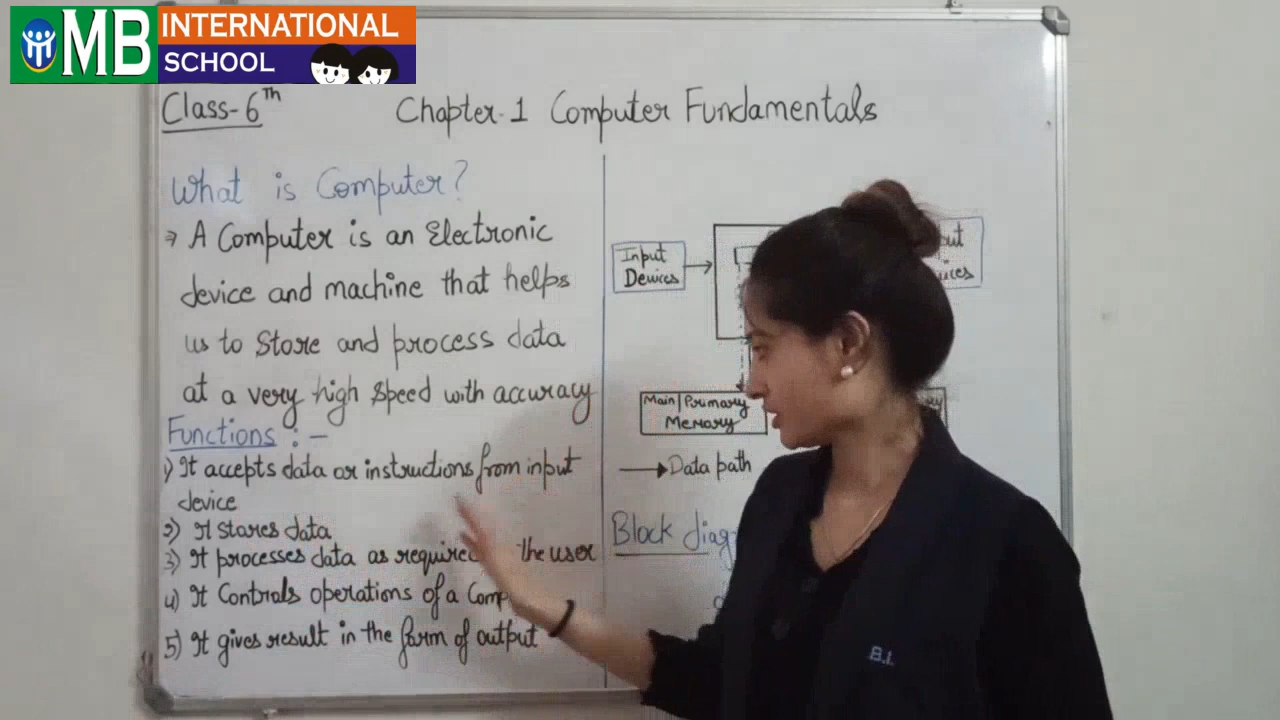 MB INTERNATIONAL
SCHOOL
Class-6th
Chapter-1 Computer Fundamentals
What is Computer?
→ A Computer is an Electronic
device and machine that helps
us to store and process data
at a very high speed with accuracy
Functions :-
1) It accepts data or instructions from input
device
2) It stores data
3) It processes data as require the user
4) It Controls operations of a Comp
5) It gives result in the form of output
Input
Devices
Main/Primary
Memory
→ Data path
Block diag
B.I.